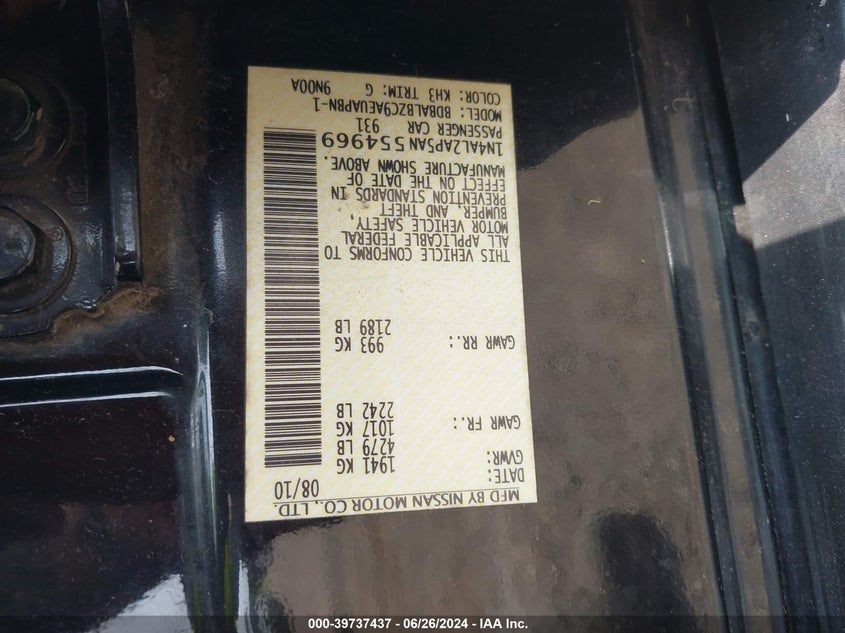 MFD BY NISSAN MOTOR CO., LTD.
DATE: 08/10
GVWR: 1941 KG
4279 LB
GAWR FR.: 1017 KG
2242 LB
GAWR RR.: 993 KG
2189 LB
THIS VEHICLE CONFORMS TO
ALL APPLICABLE FEDERAL
MOTOR VEHICLE SAFETY,
BUMPER, AND THEFT
PREVENTION STANDARDS IN
EFFECT ON THE DATE OF
MANUFACTURE SHOWN ABOVE.
1N4AL2AP5AN554969
PASSENGER CAR 931
MODEL: BDBALBZC9AEUAPBN-1
COLOR: KH3 TRIM: G 9N00A
000-39737437 / 06/26/2024 - IAA Inc.